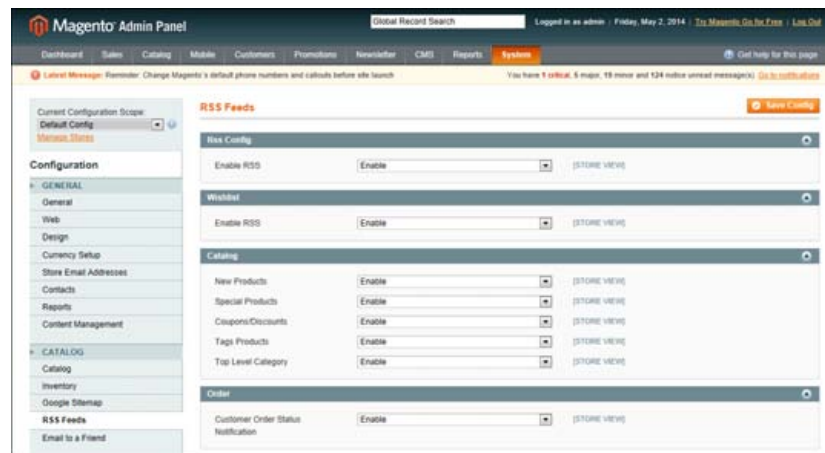 Magento Admin Panel
Global Record Search
Logged in as admin | Friday, May 2, 2014 | Try Magento Go for Free | Log Out
Dashboard Sales Catalog Mobile Customers Promotions Newsletter CMS Reports System
Get help for this page
Latest Message: Reminder: Change Magento's default phone numbers and callouts before site launch
You have 1 critical, 5 major, 19 minor and 124 notice unread message(s). Go to notifications
Current Configuration Scope:
Default Config
Manage Stores
Configuration
GENERAL
General
Web
Design
Currency Setup
Store Email Addresses
Contacts
Reports
Content Management
CATALOG
Catalog
Inventory
Google Sitemap
RSS Feeds
Email to a Friend
RSS Feeds
Save Config
Rss Config
Enable RSS Enable [STORE VIEW]
Wishlist
Enable RSS Enable [STORE VIEW]
Catalog
New Products Enable [STORE VIEW]
Special Products Enable [STORE VIEW]
Coupons/Discounts Enable [STORE VIEW]
Tags Products Enable [STORE VIEW]
Top Level Category Enable [STORE VIEW]
Order
Customer Order Status Enable [STORE VIEW]
Notification